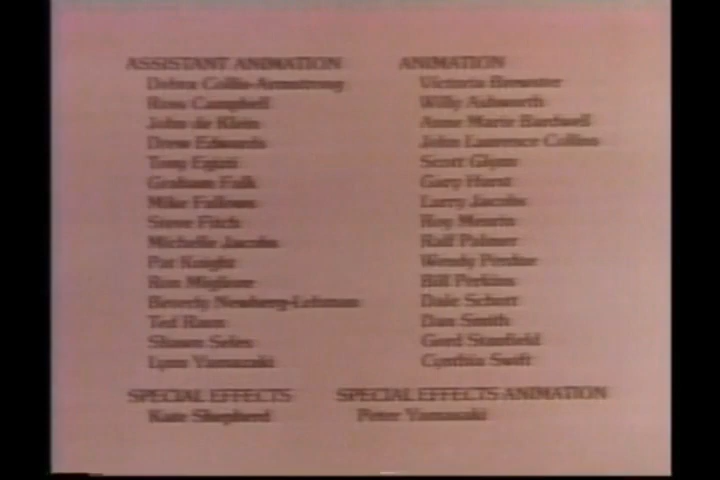 ASSISTANT ANIMATION
Debra Collis-Armstrong
Ross Campbell
John de Klein
Drew Edwards
Tony Egizii
Graham Falk
Mike Fallows
Steve Fitch
Michelle Jacobs
Pat Knight
Ron Migliore
Beverly Newberg-Lehman
Ted
Shawn Seles
Lynn Yamazaki
SPECIAL EFFECTS
Kate Shepherd
ANIMATION
Victoria Brewster
Willy Ashworth
Anne Marie Bardwell
John Laurence Collins
Scott Glynn
Gary Hurst
Larry Jacobs
Roy Meurin
Ralf Palmer
Wendy Perdue
Bill Perkins
Dale Schott
Dan Smith
Gerd Stanfield
Cynthia Swift
SPECIAL EFFECTS ANIMATION
Peter Yamasaki